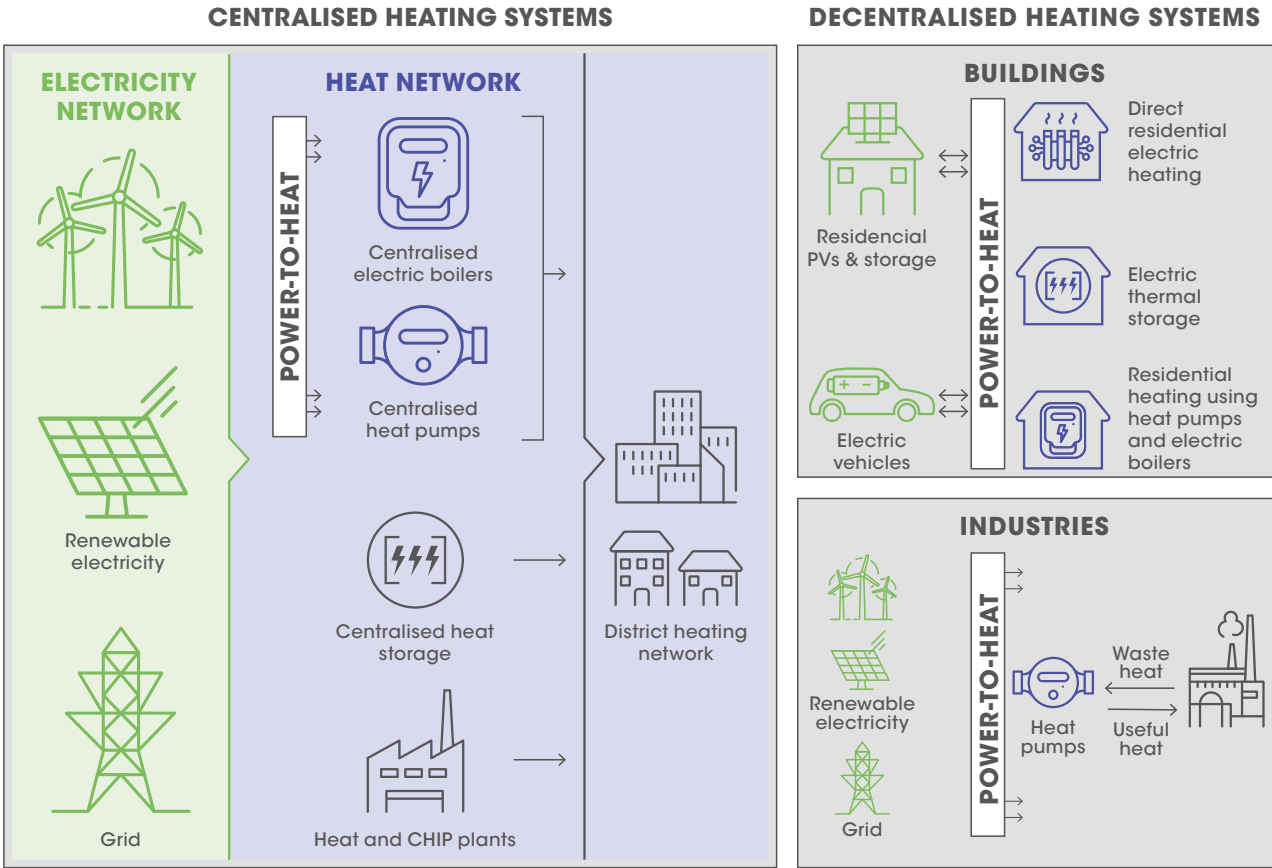 CENTRALISED HEATING SYSTEMS
ELECTRICITY
NETWORK
Renewable
electricity
Grid
HEAT NETWORK
POWER-TO-HEAT
Centralised
electric boilers
Centralised
heat pumps
Centralised heat
storage
Heat and CHIP plants
District heating
network
DECENTRALISED HEATING SYSTEMS
BUILDINGS
Residencial
PVs & storage
Electric
vehicles
POWER-TO-HEAT
Direct
residential
electric
heating
Electric
thermal
storage
Residential
heating using
heat pumps
and electric
boilers
INDUSTRIES
Renewable
electricity
Grid
POWER-TO-HEAT
Heat
pumps
Waste
heat
Useful
heat